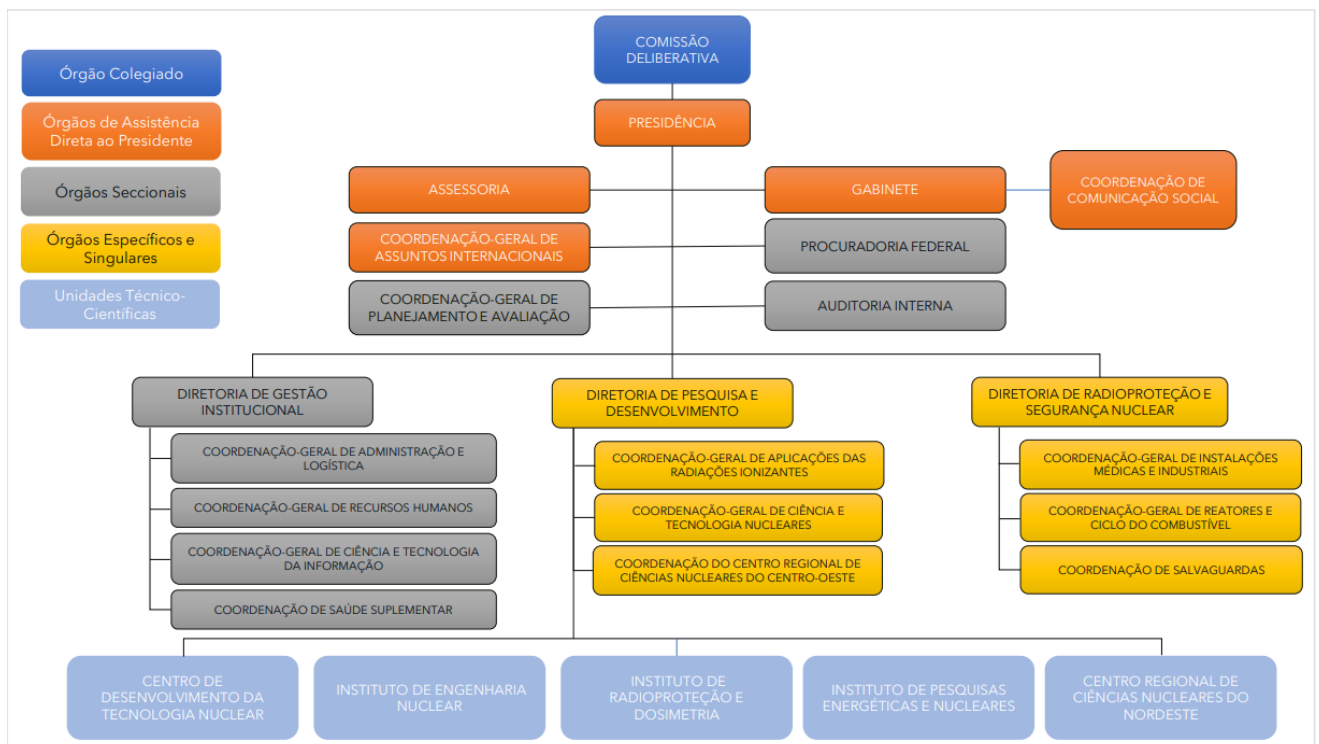 COMISSÃO
DELIBERATIVA
Órgão Colegiado
Órgãos de Assistência
Direta ao Presidente
Órgãos Seccionais
Órgãos Específicos e
Singulares
Unidades Técnico-
Científicas
PRESIDÊNCIA
ASSESSORIA
GABINETE
COORDENAÇÃO DE
COMUNICAÇÃO SOCIAL
COORDENAÇÃO-GERAL DE
ASSUNTOS INTERNACIONAIS
PROCURADORIA FEDERAL
COORDENAÇÃO-GERAL DE
PLANEJAMENTO E AVALIAÇÃO
AUDITORIA INTERNA
DIRETORIA DE GESTÃO
INSTITUCIONAL
COORDENAÇÃO-GERAL DE ADMINISTRAÇÃO E
LOGÍSTICA
COORDENAÇÃO-GERAL DE RECURSOS HUMANOS
COORDENAÇÃO-GERAL DE CIÊNCIA E TECNOLOGIA
DA INFORMAÇÃO
COORDENAÇÃO DE SAÚDE SUPLEMENTAR
DIRETORIA DE PESQUISA E
DESENVOLVIMENTO
COORDENAÇÃO-GERAL DE APLICAÇÕES DAS
RADIAÇÕES IONIZANTES
COORDENAÇÃO-GERAL DE CIÊNCIA E
TECNOLOGIA NUCLEARES
COORDENAÇÃO DO CENTRO REGIONAL DE
CIÊNCIAS NUCLEARES DO CENTRO-OESTE
DIRETORIA DE RADIOPROTEÇÃO E
SEGURANÇA NUCLEAR
COORDENAÇÃO-GERAL DE INSTALAÇÕES
MÉDICAS E INDUSTRIAIS
COORDENAÇÃO-GERAL DE REATORES E
CICLO DO COMBUSTÍVEL
COORDENAÇÃO DE SALVAGUARDAS
CENTRO DE
DESENVOLVIMENTO DA
TECNOLOGIA NUCLEAR
INSTITUTO DE ENGENHARIA
NUCLEAR
INSTITUTO DE
RADIOPROTEÇÃO E
DOSIMETRIA
INSTITUTO DE PESQUISAS
ENERGÉTICAS E NUCLEARES
CENTRO REGIONAL DE
CIÊNCIAS NUCLEARES DO
NORDESTE